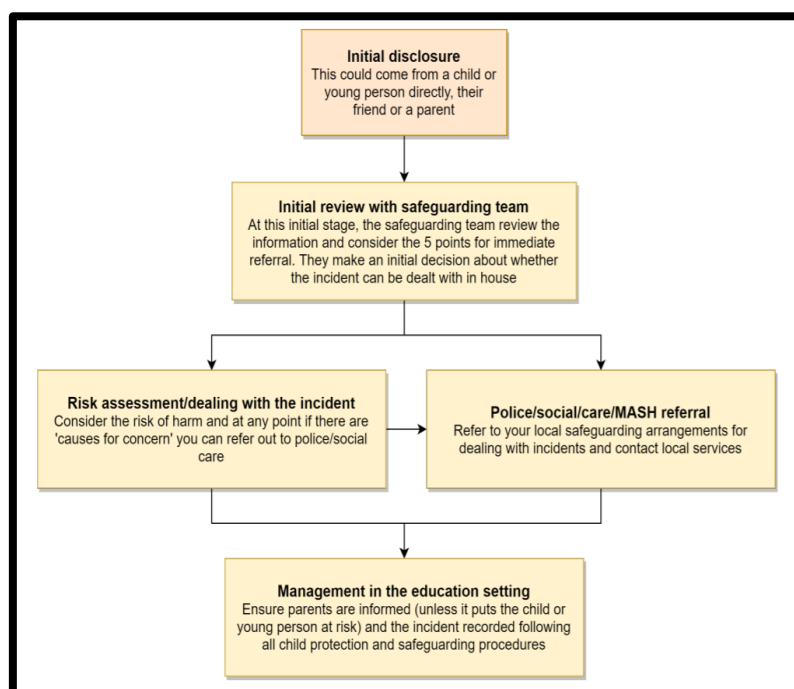 Initial disclosure
This could come from a child or
young person directly, their
friend or a parent
Initial review with safeguarding team
At this initial stage, the safeguarding team review the
information and consider the 5 points for immediate
referral. They make an initial decision about whether
the incident can be dealt with in house
Risk assessment/dealing with the incident
Consider the risk of harm and at any point if there are
'causes for concern' you can refer out to police/social
care
Police/social/care/MASH referral
Refer to your local safeguarding arrangements for
dealing with incidents and contact local services
Management in the education setting
Ensure parents are informed (unless it puts the child or
young person at risk) and the incident recorded following
all child protection and safeguarding procedures